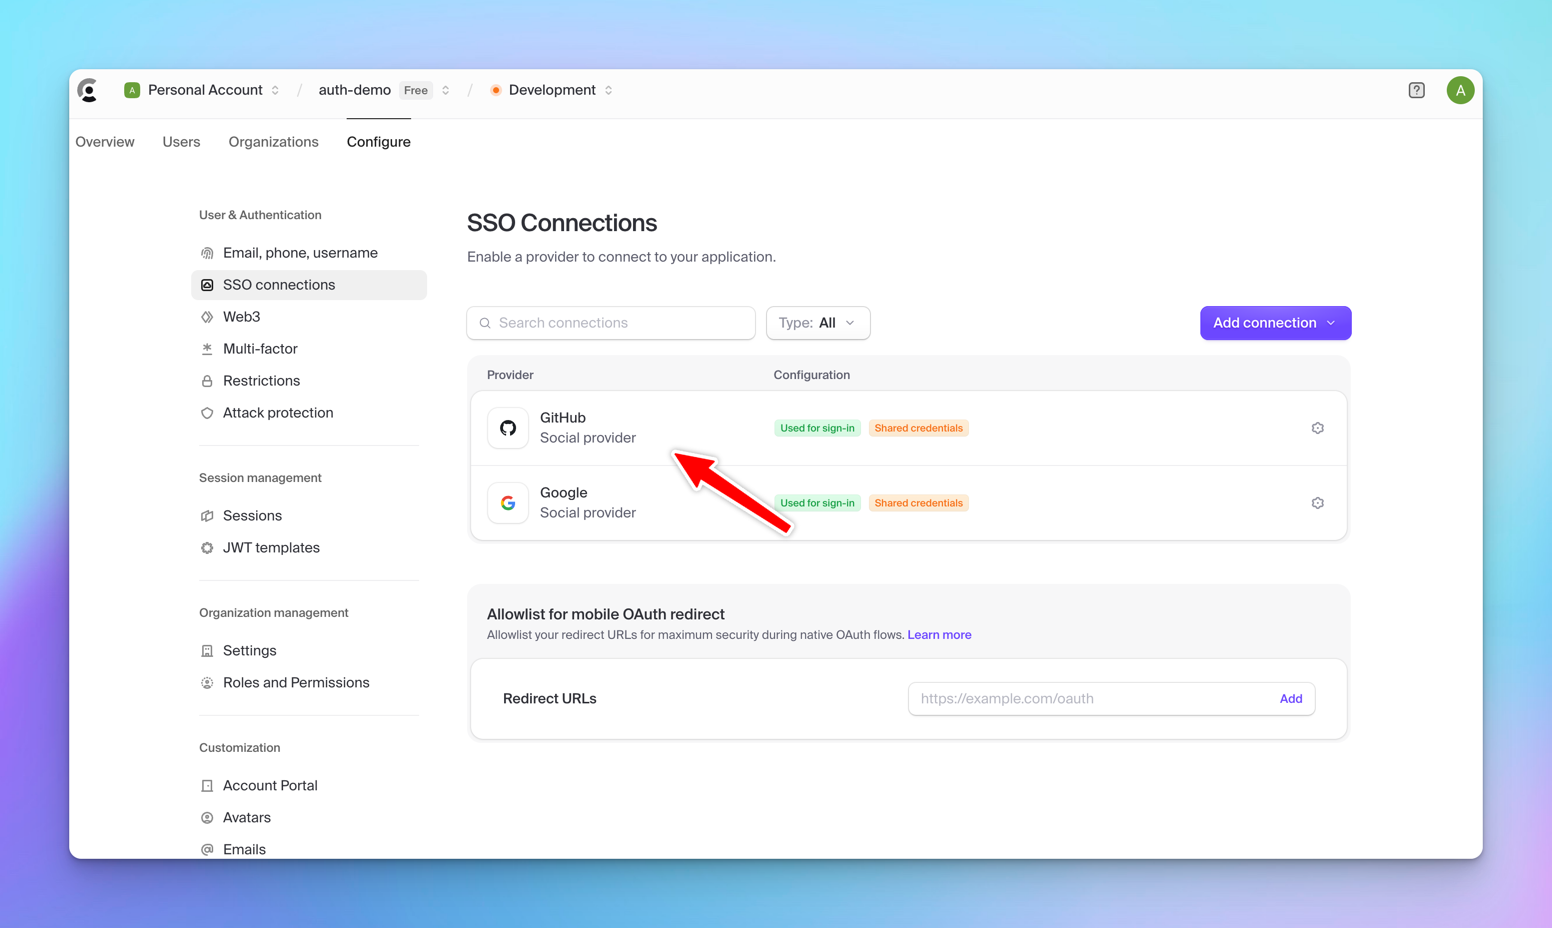 A Personal Account / auth-demo Free / Development ? A
Overview Users Organizations Configure
User & Authentication
Email, phone, username
SSO connections
Web3
Multi-factor
Restrictions
Attack protection
Session management
Sessions
JWT templates
Organization management
Settings
Roles and Permissions
Customization
Account Portal
Avatars
Emails
SSO Connections
Enable a provider to connect to your application.
Search connections Type: All Add connection
Provider Configuration
GitHub
Social provider
Used for sign-in Shared credentials
Google
Social provider
Used for sign-in Shared credentials
Allowlist for mobile OAuth redirect
Allowlist your redirect URLs for maximum security during native OAuth flows. Learn more
Redirect URLs https://example.com/oauth Add